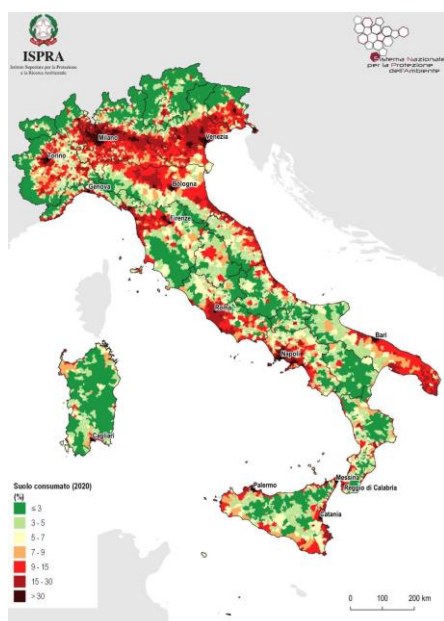 ISPRA
Istituto Superiore per la Protezione
e la Ricerca Ambientale
Sistema Nazionale
per la Protezione
dell'Ambiente
Milano
Venezia
Torino
Genova
Bologna
Firenze
Roma
Napoli
Bari
Cagliari
Palermo
Messina
Reggio di Calabria
Catania
Suolo consumato (2020)
(%)
≤ 3
3 - 5
5 - 7
7 - 9
9 - 15
15 - 30
> 30
0 100 200 km